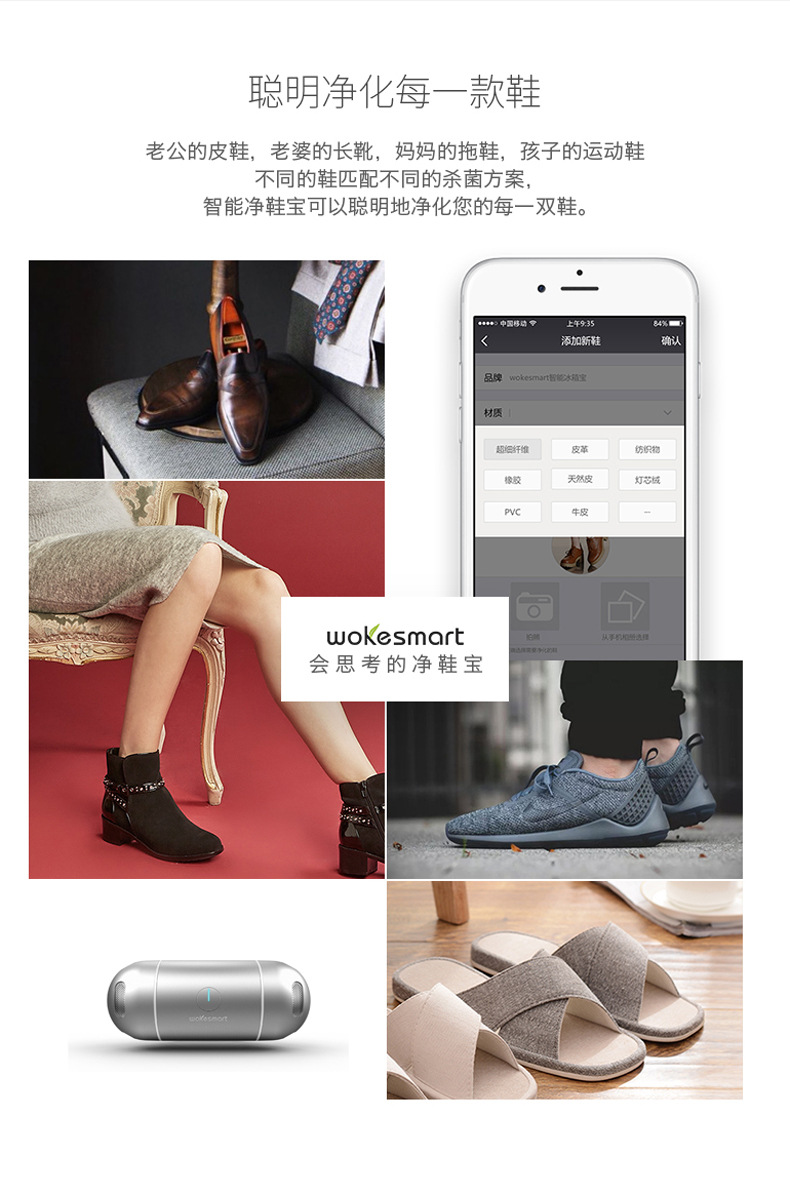 聪明净化每一款鞋
老公的皮鞋，老婆的长靴，妈妈的拖鞋，孩子的运动鞋
不同的鞋匹配不同的杀菌方案，
智能净鞋宝可以聪明地净化您的每一双鞋。
中国移动 上午9:35 84%
添加新鞋 确认
品牌 wokesmart智能冰箱宝
材质
超细纤维 皮革 纺织物
橡胶 天然皮 灯芯绒
PVC 牛皮 ...
拍照 从手机相册选择
wokesmart
会思考的净鞋宝
wokesmart